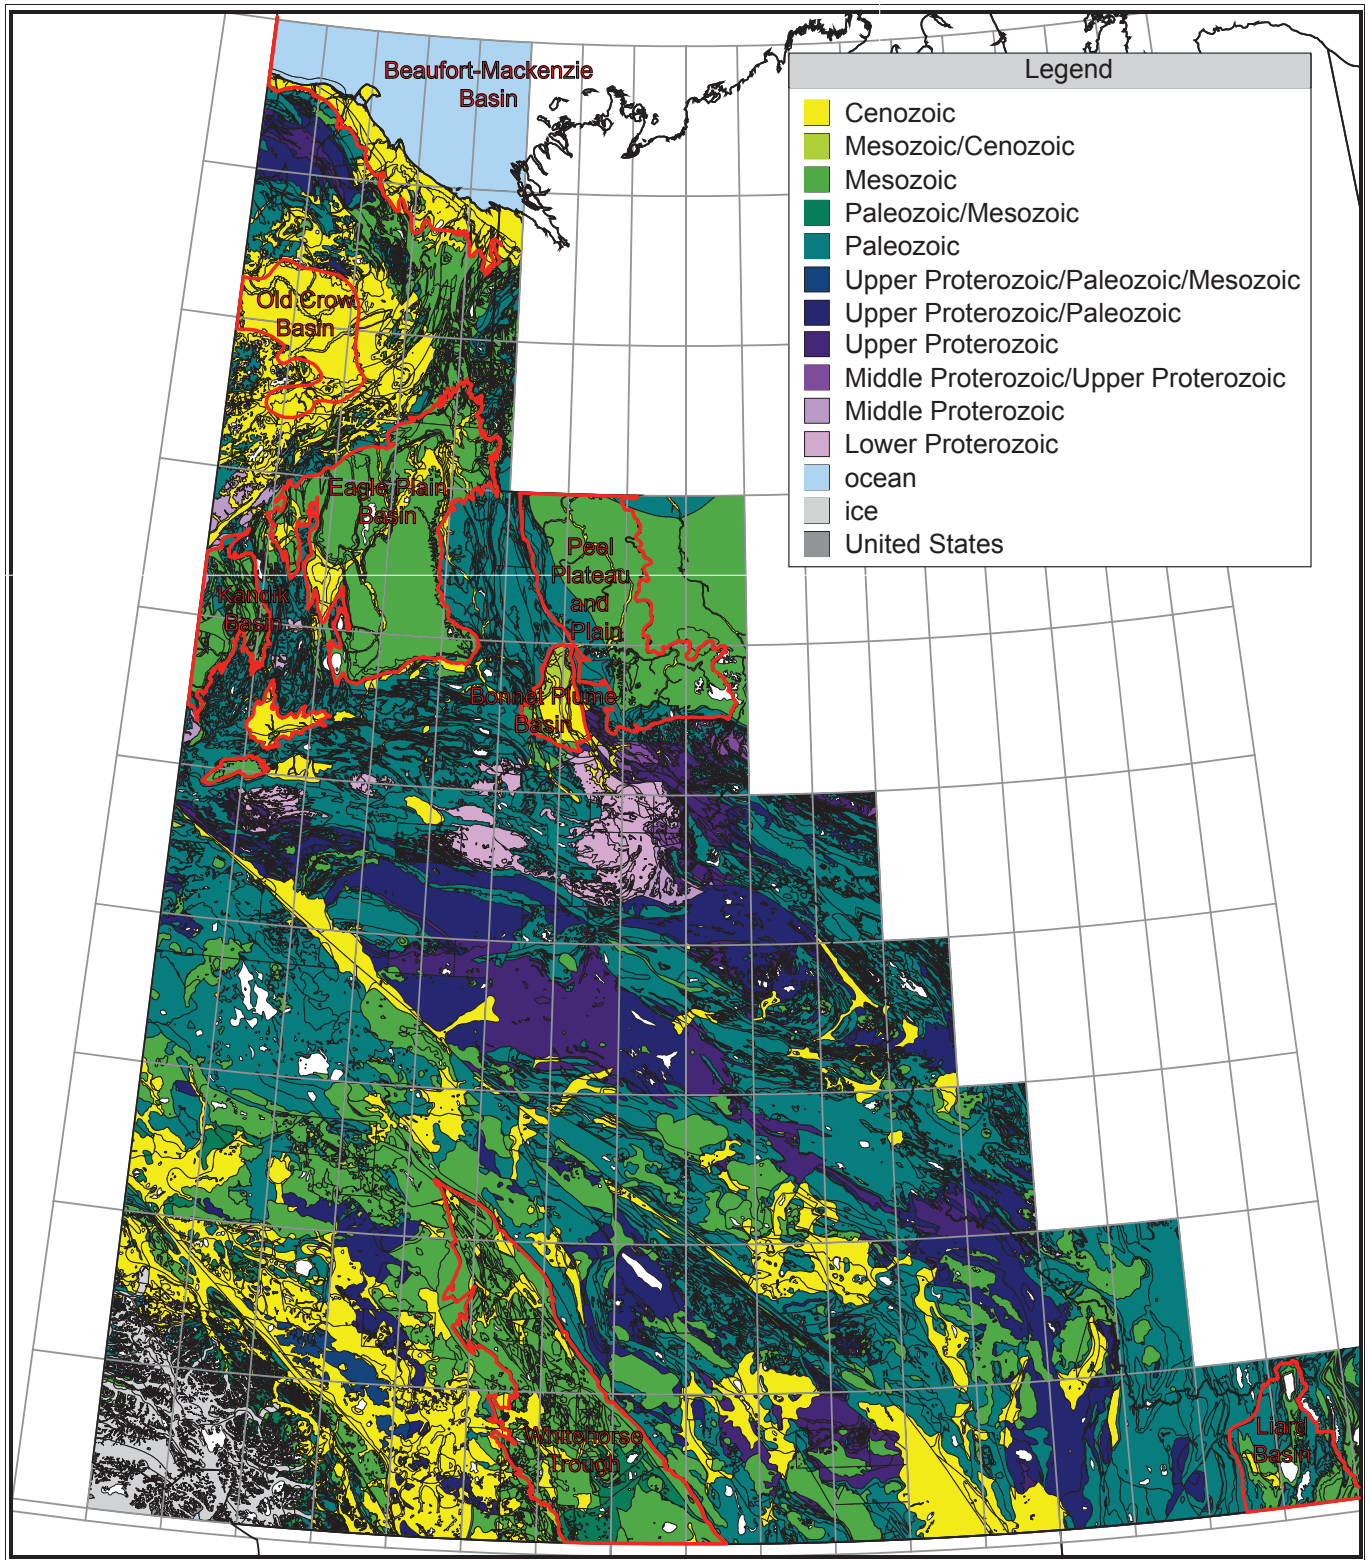 Beaufort-Mackenzie
Basin
Legend
Cenozoic
Mesozoic/Cenozoic
Mesozoic
Paleozoic/Mesozoic
Paleozoic
Upper Proterozoic/Paleozoic/Mesozoic
Upper Proterozoic/Paleozoic
Upper Proterozoic
Middle Proterozoic/Upper Proterozoic
Middle Proterozoic
Lower Proterozoic
ocean
ice
United States
Old Crow
Basin
Eagle Plain
Basin
Peel
Plateau
and
Plain
Kandik
Basin
Bonnet Plume
Basin
Whitehorse
Trough
Liard
Basin